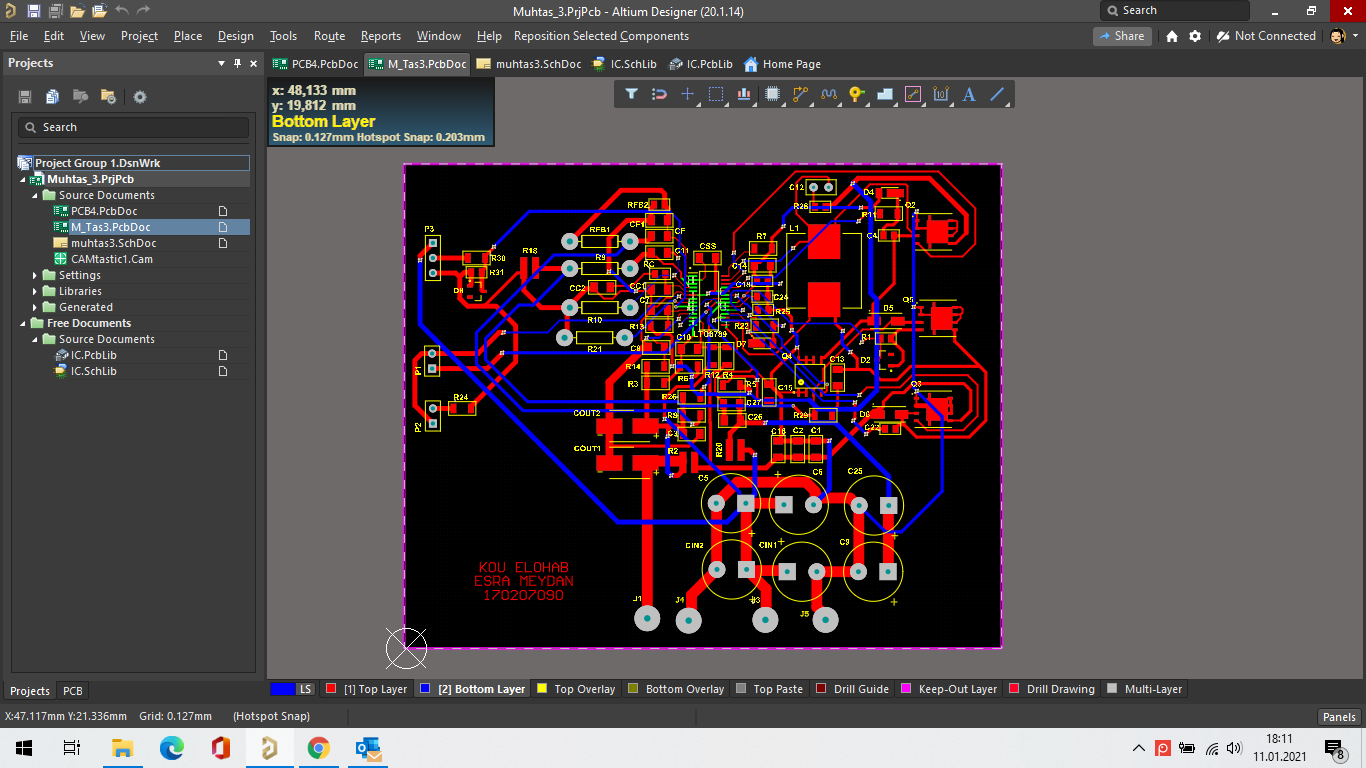 Muhtas_3.PrjPcb - Altium Designer (20.1.14)
Search
File Edit View Project Place Design Tools Route Reports Window Help Reposition Selected Components
Share
Not Connected
Projects
PCB4.PcbDoc M_Tas3.PcbDoc muhtas3.SchDoc IC.SchLib IC.PcbLib Home Page
x: 48,133 mm
y: 19,812 mm
Bottom Layer
Snap: 0.127mm Hotspot Snap: 0.203mm
Search
Project Group 1.DsnWrk
Muhtas_3.PrjPcb
Source Documents
PCB4.PcbDoc
M_Tas3.PcbDoc
muhtas3.SchDoc
CAMtastic1.Cam
Settings
Libraries
Generated
Free Documents
Source Documents
IC.PcbLib
IC.SchLib
C12
D4
RFB2
R26
Q2
CF1
R11
P3
RFB1
CF
L1
C4
R7
CSS
R18
C11
R30
R9
RC
R31
C18
CC2
CC1
C24
Q5
C7
R25
D5
R10
R13
R22
R1
C10
D7
R21
C8
Q4
D2
R14
C13
R6
R12 R4
R3
R5
C15
Q3
R24
C27
P1
COUT2
R9
R29
D6
P2
C26
C22
C3
C16 C2 C1
COUT1
R2
R20
C5
C6
C25
CIN2
CIN1
C9
KOU ELOHAB
ESRA MEYDAN
170207090
J1
J4
J3
J5
Projects PCB
LS [1] Top Layer [2] Bottom Layer Top Overlay Bottom Overlay Top Paste Drill Guide Keep-Out Layer Drill Drawing Multi-Layer
X:47.117mm Y:21.336mm Grid: 0.127mm (Hotspot Snap)
Panels
18:11
11.01.2021
8